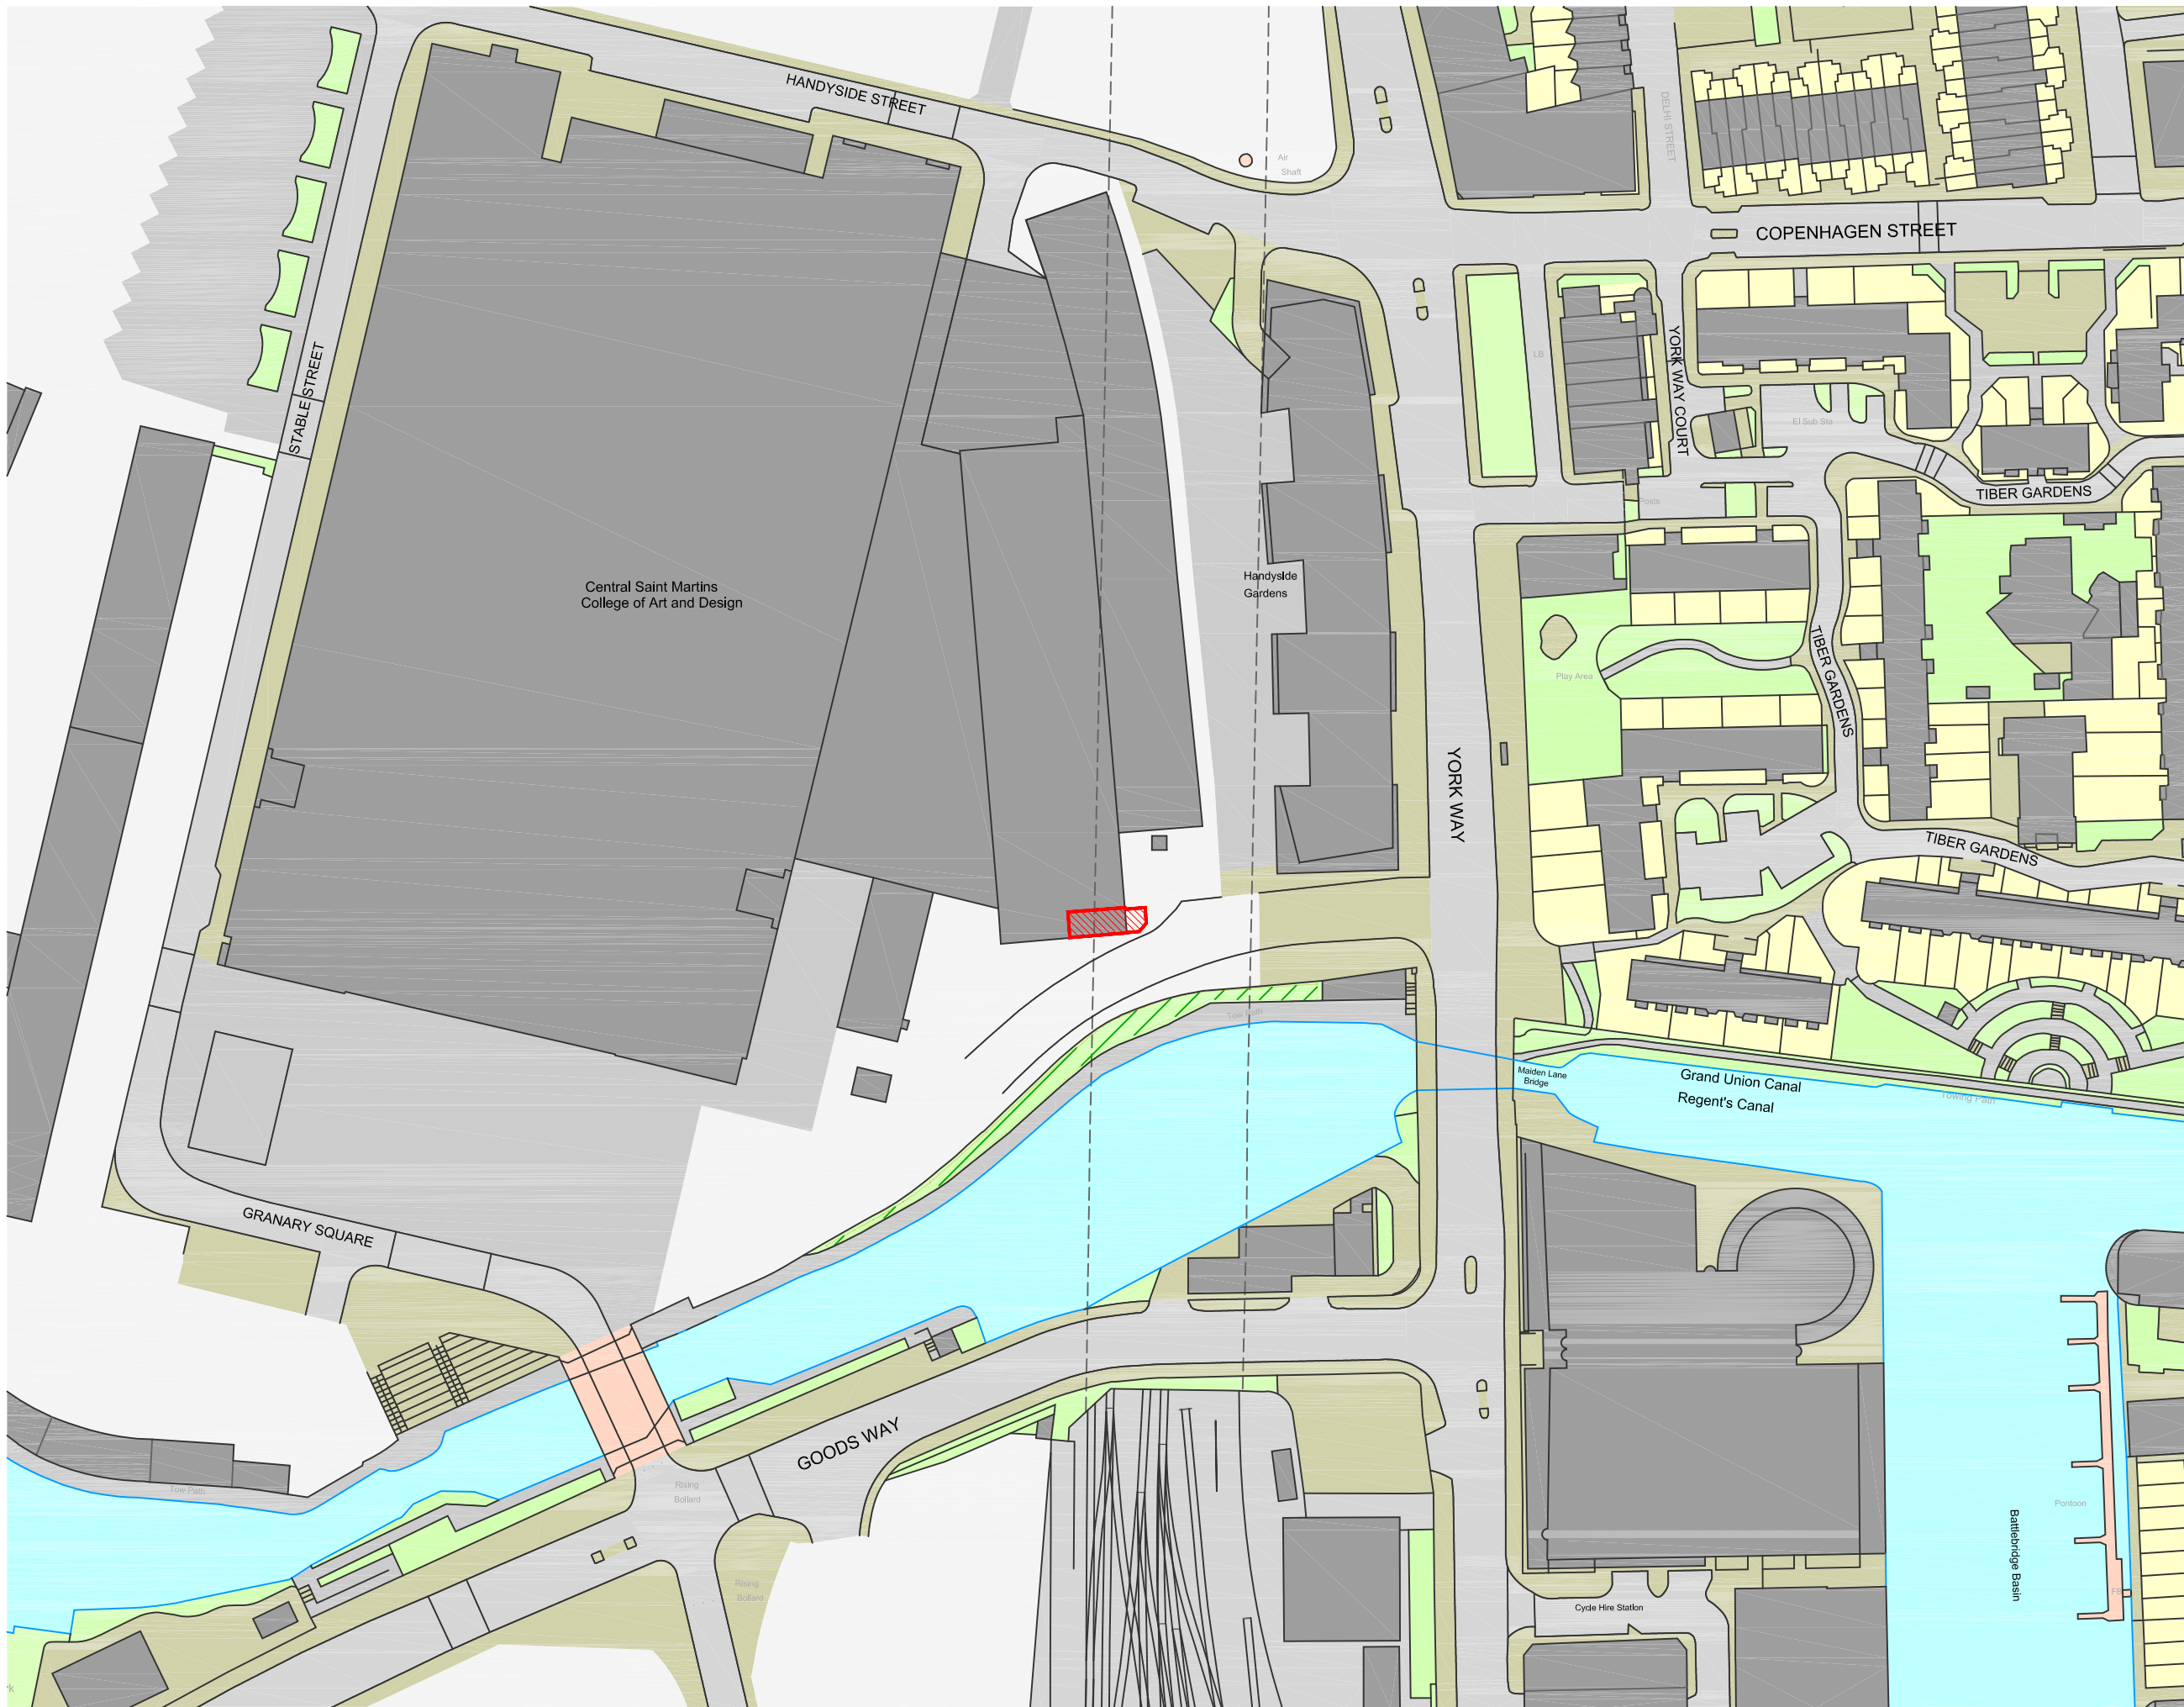 HANDYSIDE STREET
Air
Shaft
DELHI STREET
COPENHAGEN STREET
STABLE STREET
LB
YORK WAY COURT
El Sub Sta
TIBER GARDENS
Posts
Central Saint Martins
College of Art and Design
Handyside
Gardens
Play Area
TIBER GARDENS
YORK WAY
TIBER GARDENS
Tow Path
Maiden Lane
Bridge
Grand Union Canal
Regent's Canal
Towing Path
GRANARY SQUARE
GOODS WAY
Tow Path
Rising
Bollard
Pontoon
Battlebridge Basin
Rising
Bollard
FB
Cycle Hire Station